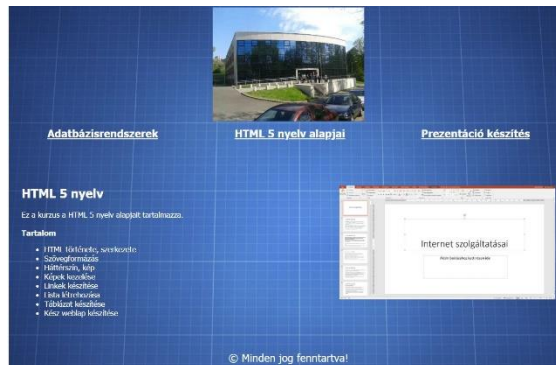 Adatbázisrendszerek
HTML 5 nyelv alapjai
Prezentáció készítés
HTML 5 nyelv
Ez a kurzus a HTML 5 nyelv alapjait tartalmazza.
Tartalom
HTML története, szerkezete
Szövegformázás
Háttérszín, kép
Képek kezelése
Linkek készítése
Lista létrehozása
Táblázat készítése
Kész weblap készítése
Internet szolgáltatásai
© Minden jog fenntartva!